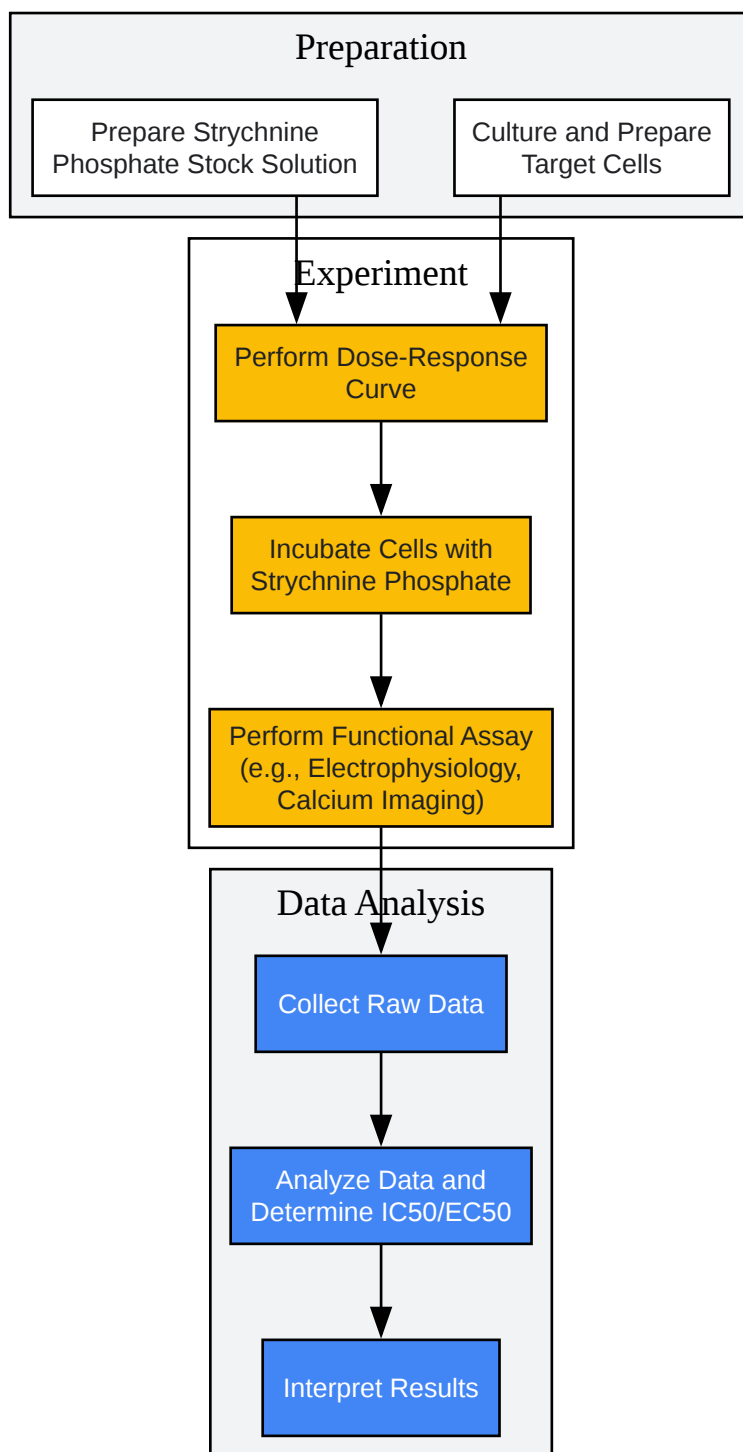 Preparation
Prepare Strychnine
Phosphate Stock Solution
Culture and Prepare
Target Cells
Experiment
Perform Dose-Response
Curve
Incubate Cells with
Strychnine Phosphate
Perform Functional Assay
(e.g., Electrophysiology,
Calcium Imaging)
Data Analysis
Collect Raw Data
Analyze Data and
Determine IC50/EC50
Interpret Results